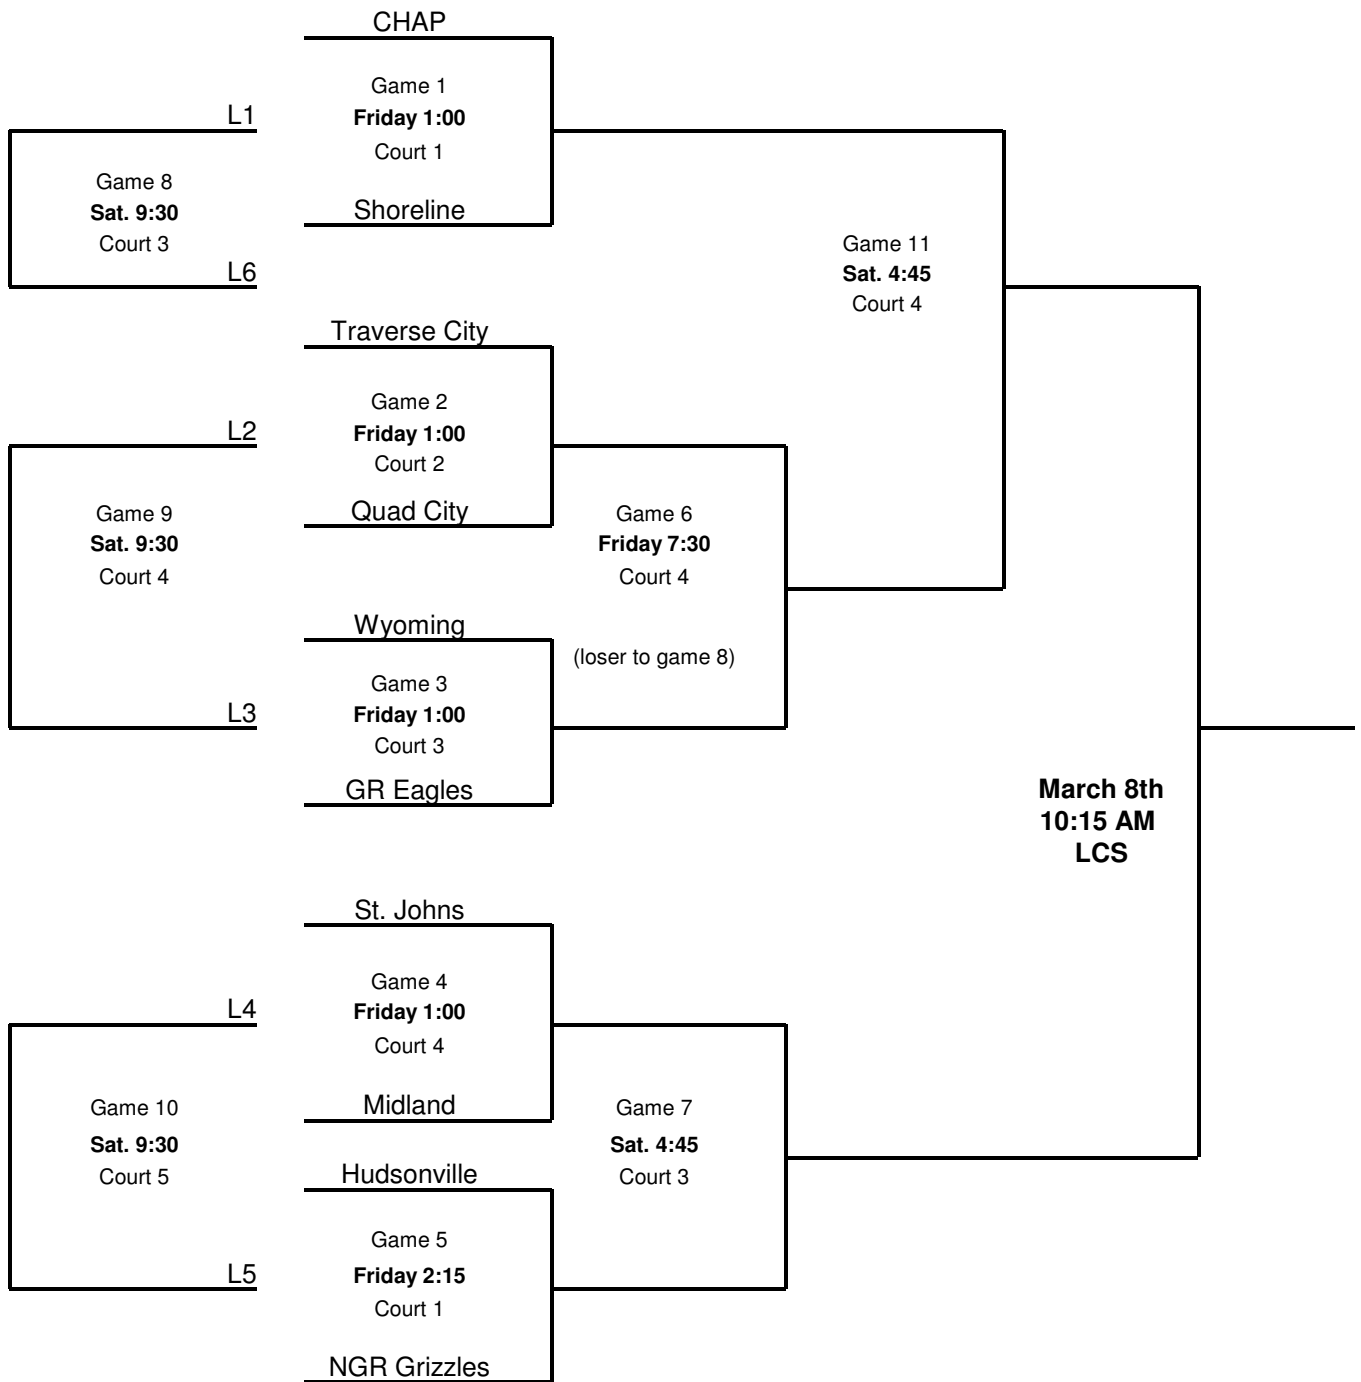 CHAP
Game 1
L1
Friday 1:00
Court 1
Game 8
Sat. 9:30
Shoreline
Court 3
Game 11
L6
Sat. 4:45
Court 4
Traverse City
Game 2
L2
Friday 1:00
Court 2
Game 9
Quad City
Game 6
Sat. 9:30
Friday 7:30
Court 4
Court 4
Wyoming
(loser to game 8)
Game 3
L3
Friday 1:00
Court 3
GR Eagles
March 8th
10:15 AM
LCS
St. Johns
Game 4
L4
Friday 1:00
Court 4
Game 10
Midland
Game 7
Sat. 9:30
Sat. 4:45
Court 5
Hudsonville
Court 3
Game 5
L5
Friday 2:15
Court 1
NGR Grizzles